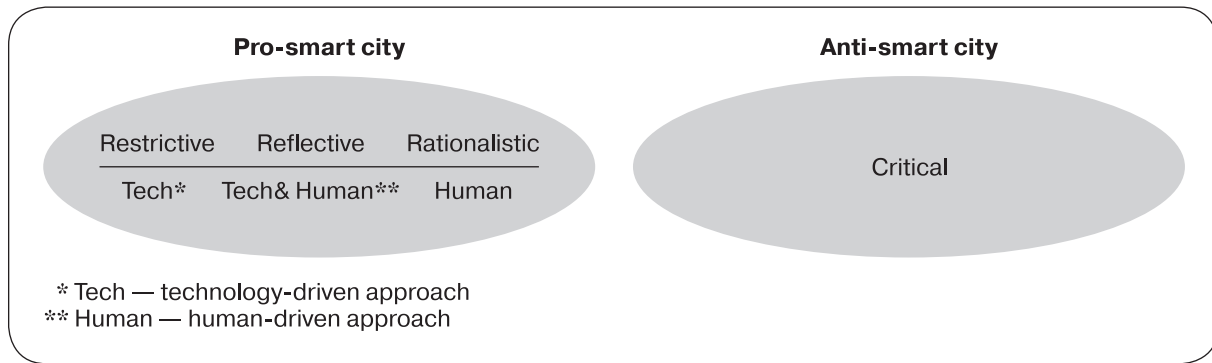 Pro-smart city
Anti-smart city
Restrictive Reflective Rationalistic
Tech* Tech& Human** Human
Critical
* Tech — technology-driven approach
** Human — human-driven approach